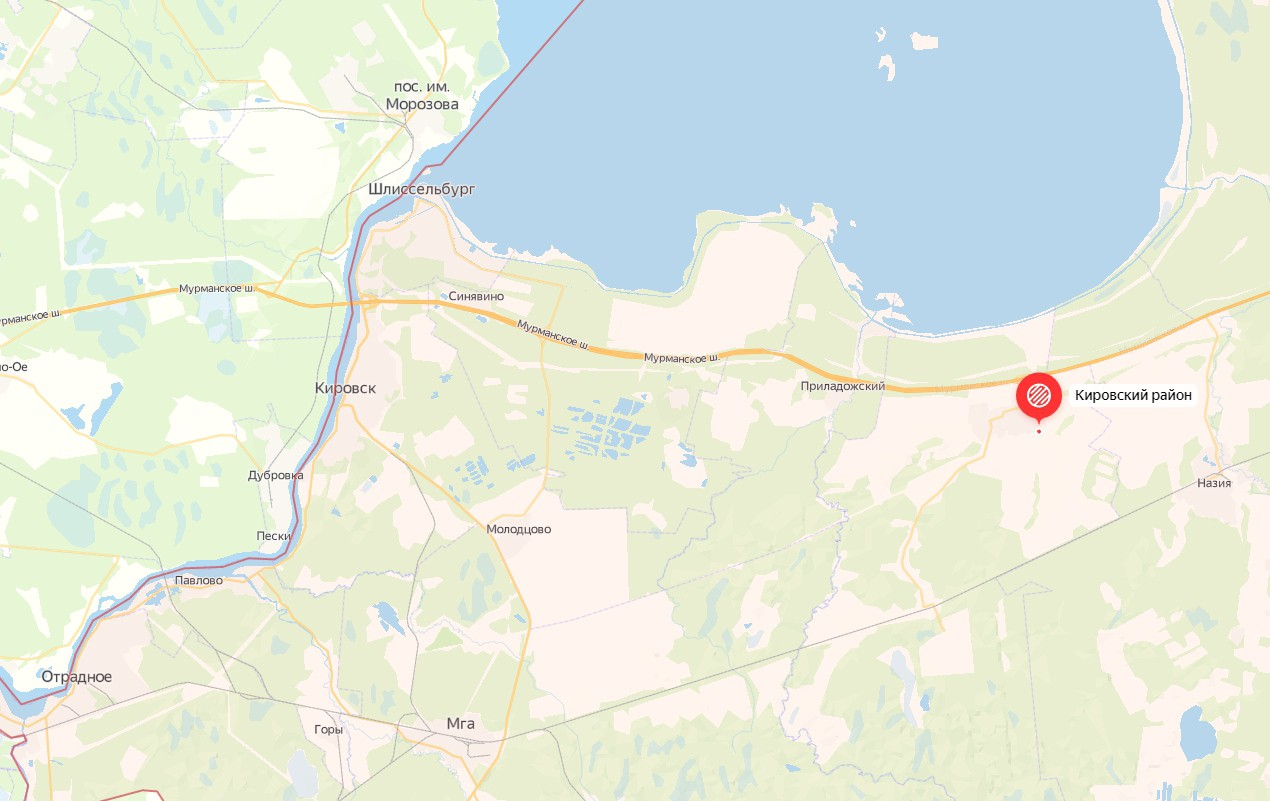 пос. им.
Морозова
Шлиссельбург
Мурманское ш.
Синявино
Мурманское ш.
Мурманское ш.
Мурманское ш.
Кировск
Приладожский
Кировский район
Дубровка
Назия
Молодцово
Пески
Павлово
Отрадное
Мга
Горы